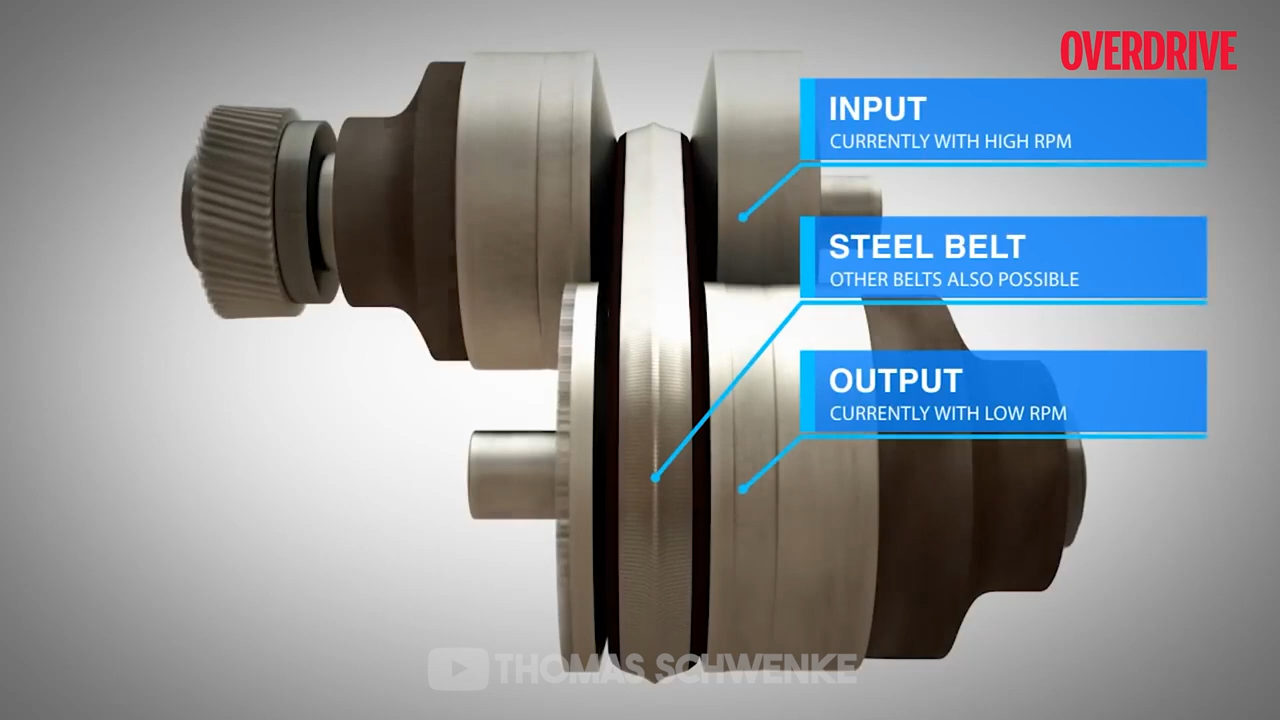 OVERDRIVE
INPUT
CURRENTLY WITH HIGH RPM
STEEL BELT
OTHER BELTS ALSO POSSIBLE
OUTPUT
CURRENTLY WITH LOW RPM
THOMAS SCHWENKE